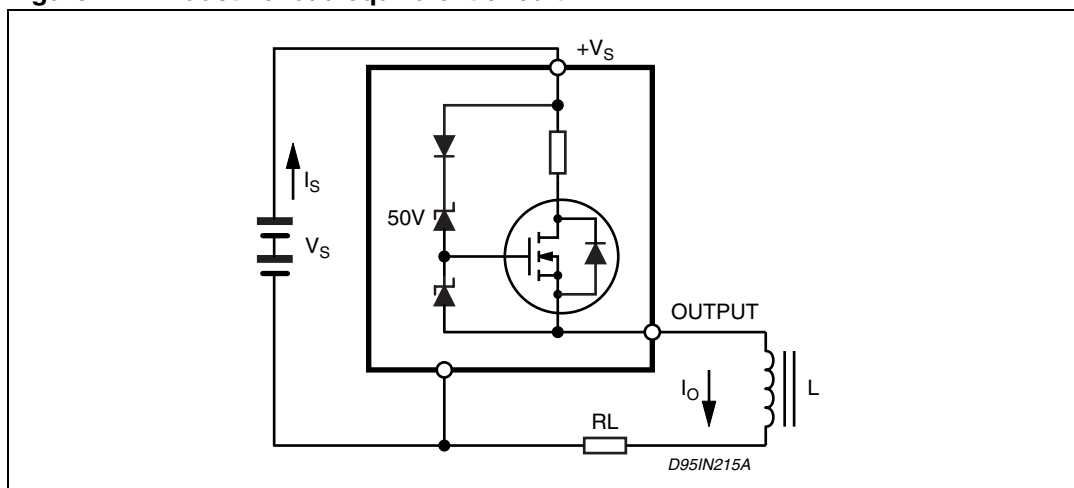 +VS
IS
50V
VS
OUTPUT
IO
L
RL
D95IN215A